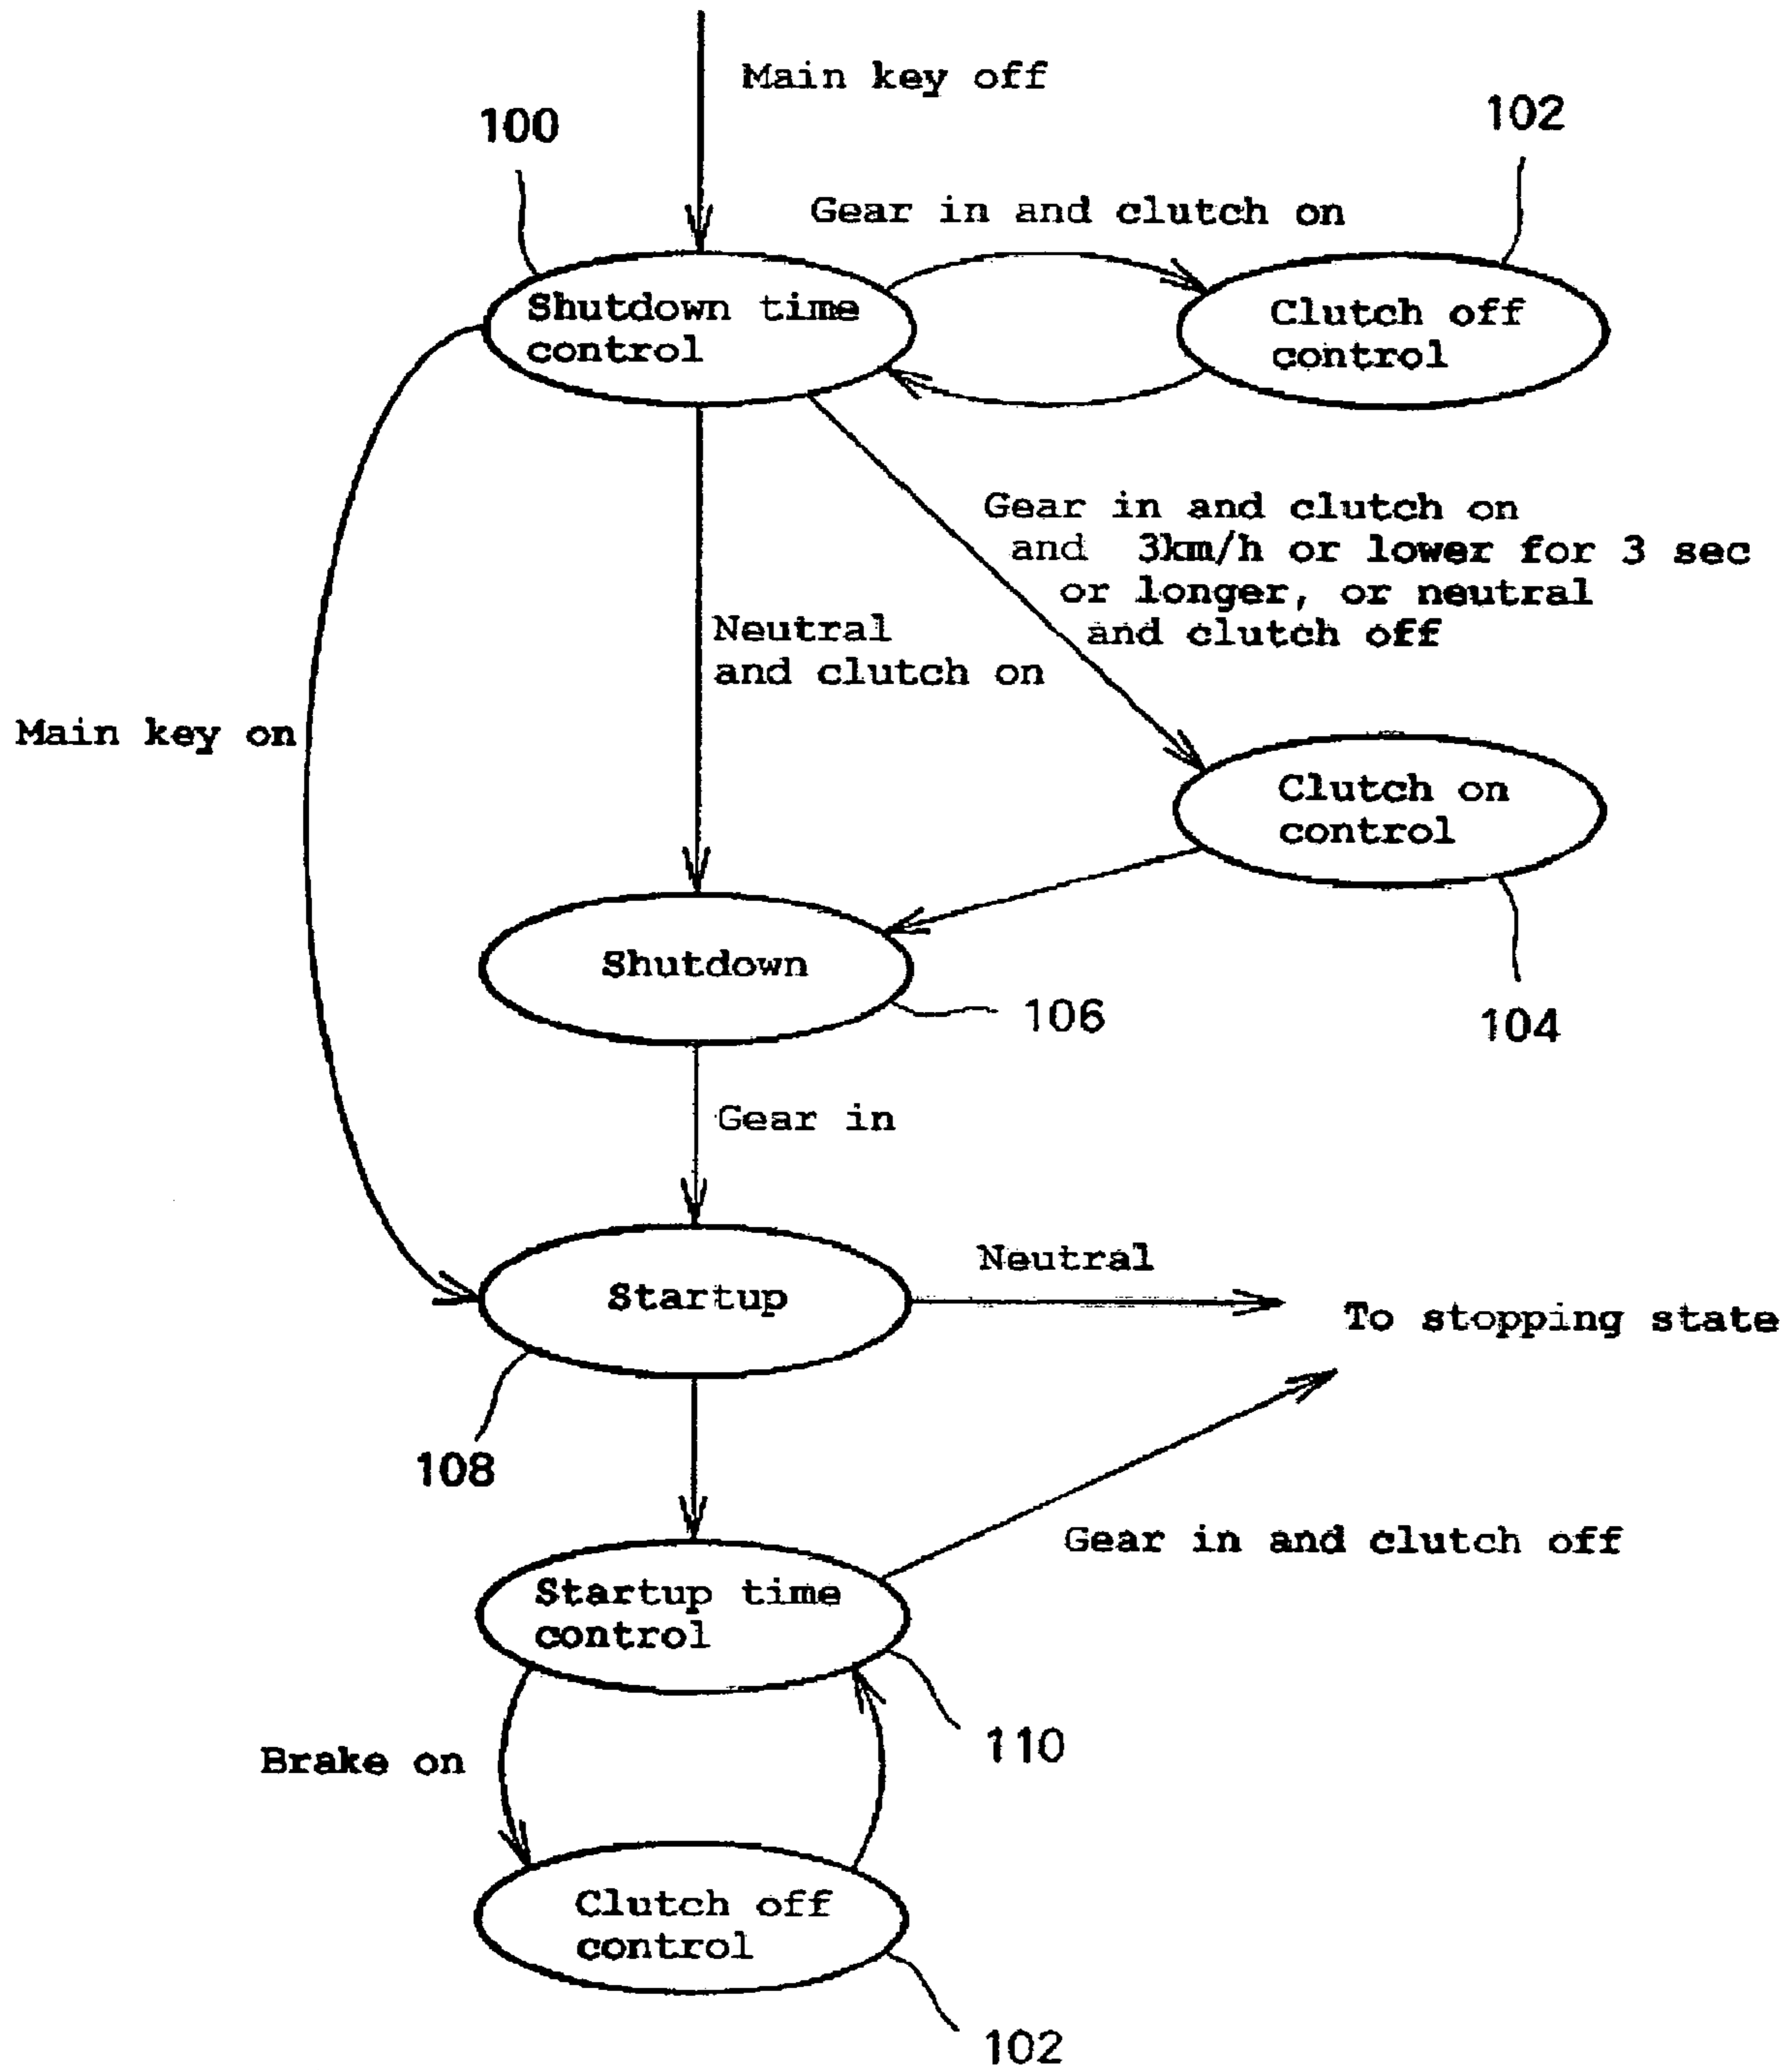 Main key off
100
102
Gear in and clutch on
Shutdown time
control
Clutch off
control
Gear in and clutch on
and 3km/h or lower for 3 sec
or longer, or neutral
and clutch off
Neutral
and clutch on
Main key on
Clutch on
control
Shutdown
106
104
Gear in
Neutral
Startup
To stopping state
108
Gear in and clutch off
Startup time
control
110
Brake on
Clutch off
control
102